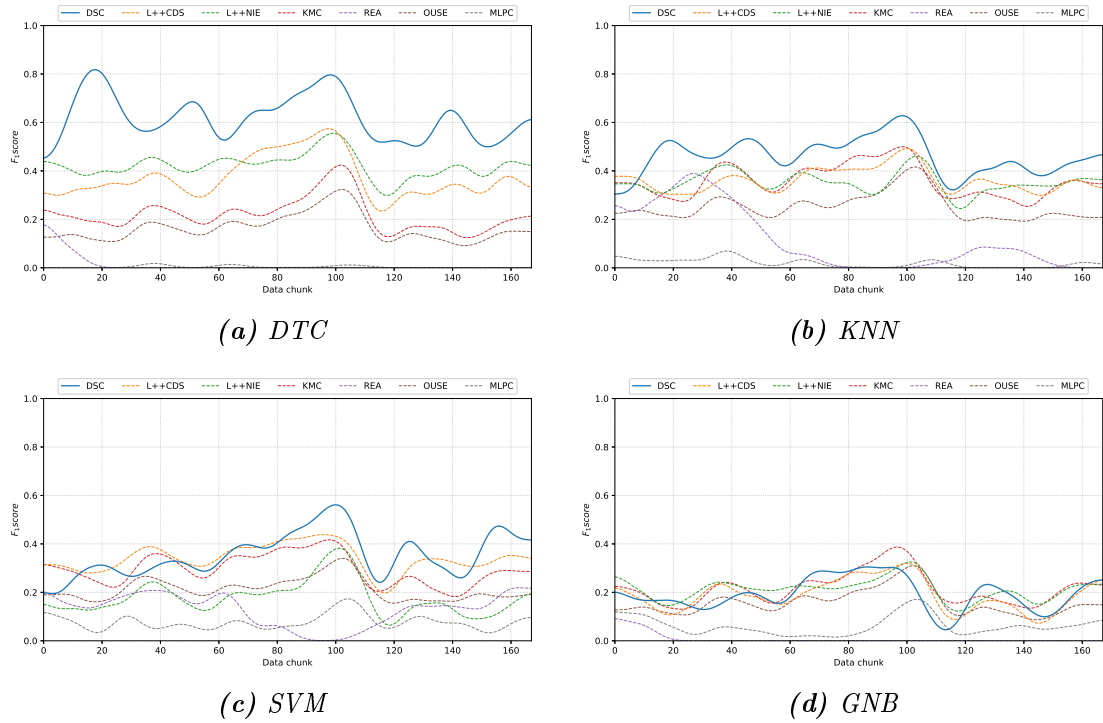 DSC L++CDS L++NIE KMC REA OUSE MLPC
1.0
0.8
0.6
0.4
0.2
0.0
F1score
0 20 40 60 80 100 120 140 160
Data chunk
(a) DTC
DSC L++CDS L++NIE KMC REA OUSE MLPC
1.0
0.8
0.6
0.4
0.2
0.0
F1score
0 20 40 60 80 100 120 140 160
Data chunk
(b) KNN
DSC L++CDS L++NIE KMC REA OUSE MLPC
1.0
0.8
0.6
0.4
0.2
0.0
F1score
0 20 40 60 80 100 120 140 160
Data chunk
(c) SVM
DSC L++CDS L++NIE KMC REA OUSE MLPC
1.0
0.8
0.6
0.4
0.2
0.0
F1score
0 20 40 60 80 100 120 140 160
Data chunk
(d) GNB